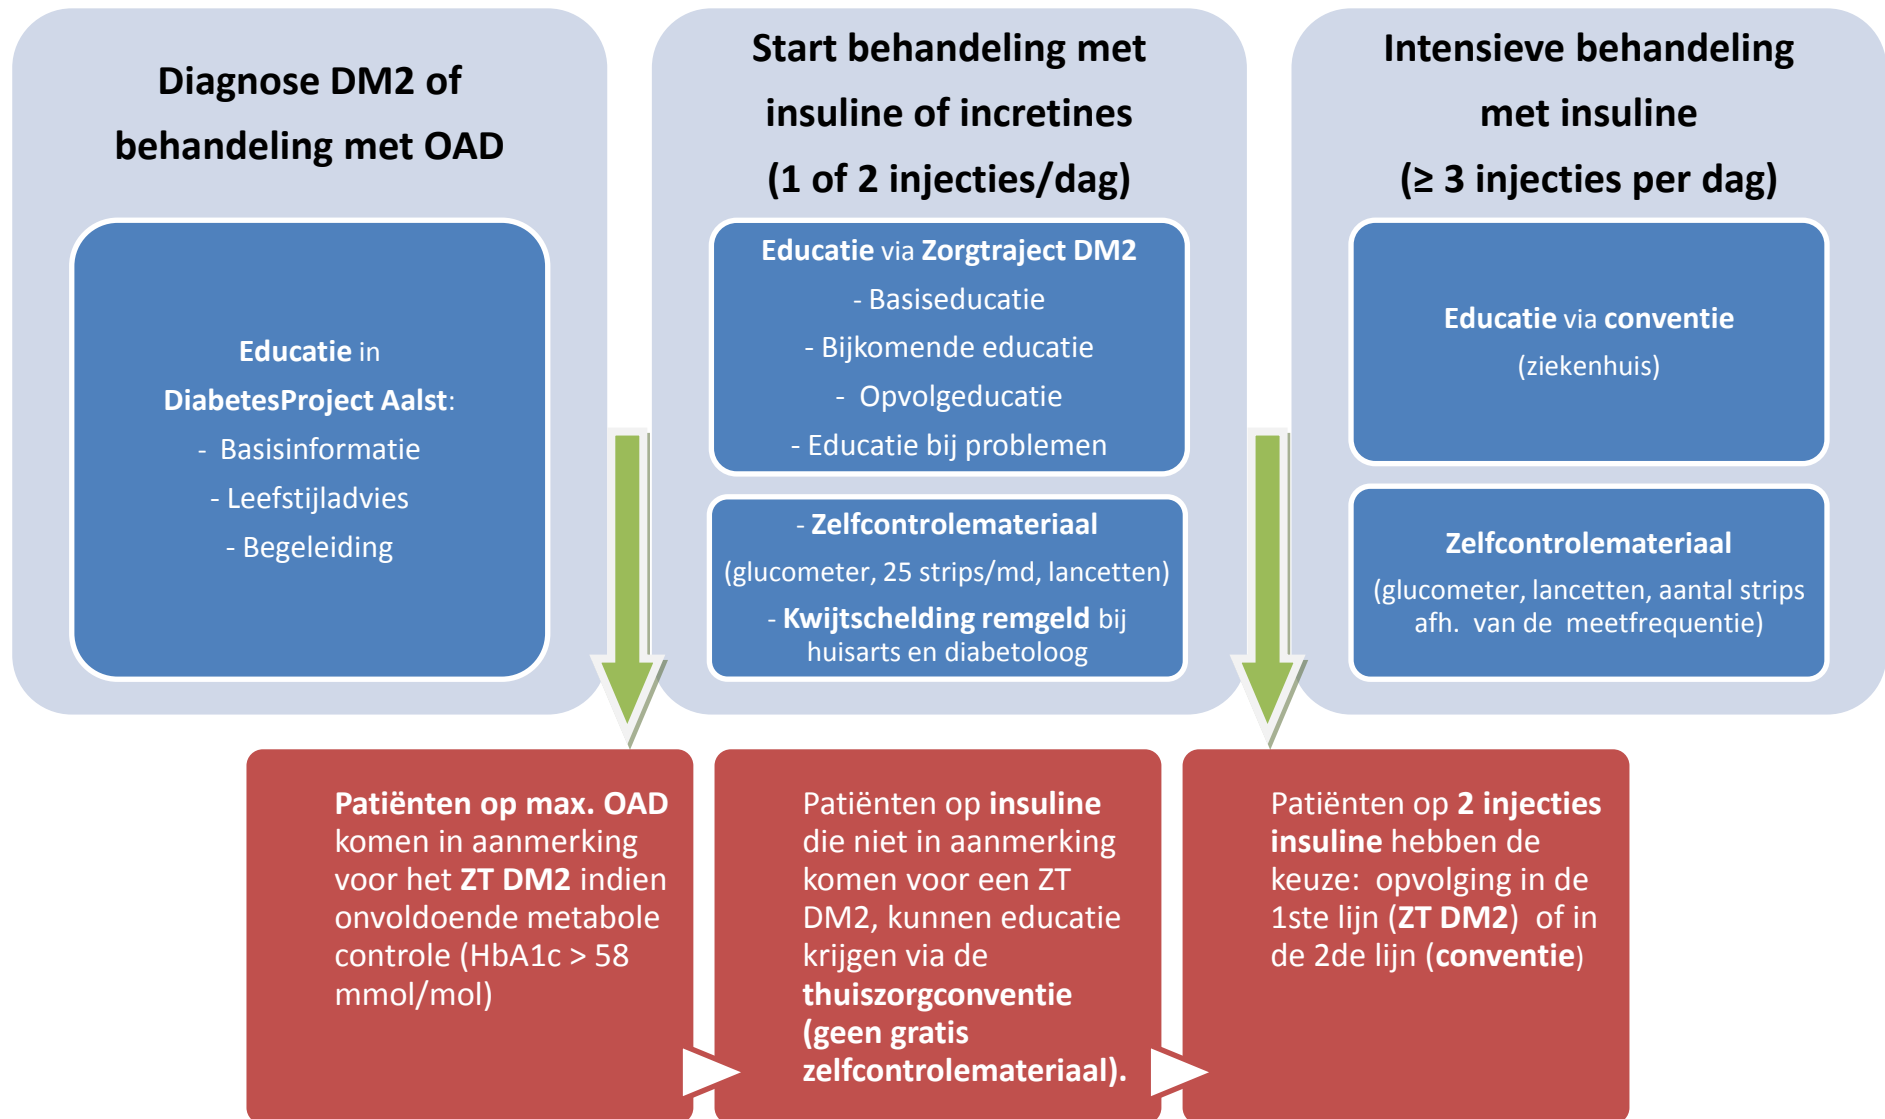 Diagnose DM2 of
behandeling met OAD
Educatie in
DiabetesProject Aalst:
- Basisinformatie
- Leefstijladvies
- Begeleiding
Start behandeling met
insuline of incretines
(1 of 2 injecties/dag)
Educatie via Zorgtraject DM2
- Basiseducatie
- Bijkomende educatie
- Opvolgeducatie
- Educatie bij problemen
- Zelfcontrolemateriaal
(glucometer, 25 strips/md, lancetten)
- Kwijtschelding remgeld bij
huisarts en diabetoloog
Intensieve behandeling
met insuline
(≥ 3 injecties per dag)
Educatie via conventie
(ziekenhuis)
Zelfcontrolemateriaal
(glucometer, lancetten, aantal strips
afh. van de meetfrequentie)
Patiënten op max. OAD
komen in aanmerking
voor het ZT DM2 indien
onvoldoende metabole
controle (HbA1c > 58
mmol/mol)
Patiënten op insuline
die niet in aanmerking
komen voor een ZT
DM2, kunnen educatie
krijgen via de
thuiszorgconventie
(geen gratis
zelfcontrolemateriaal).
Patiënten op 2 injecties
insuline hebben de
keuze: opvolging in de
1ste lijn (ZT DM2) of in
de 2de lijn (conventie)